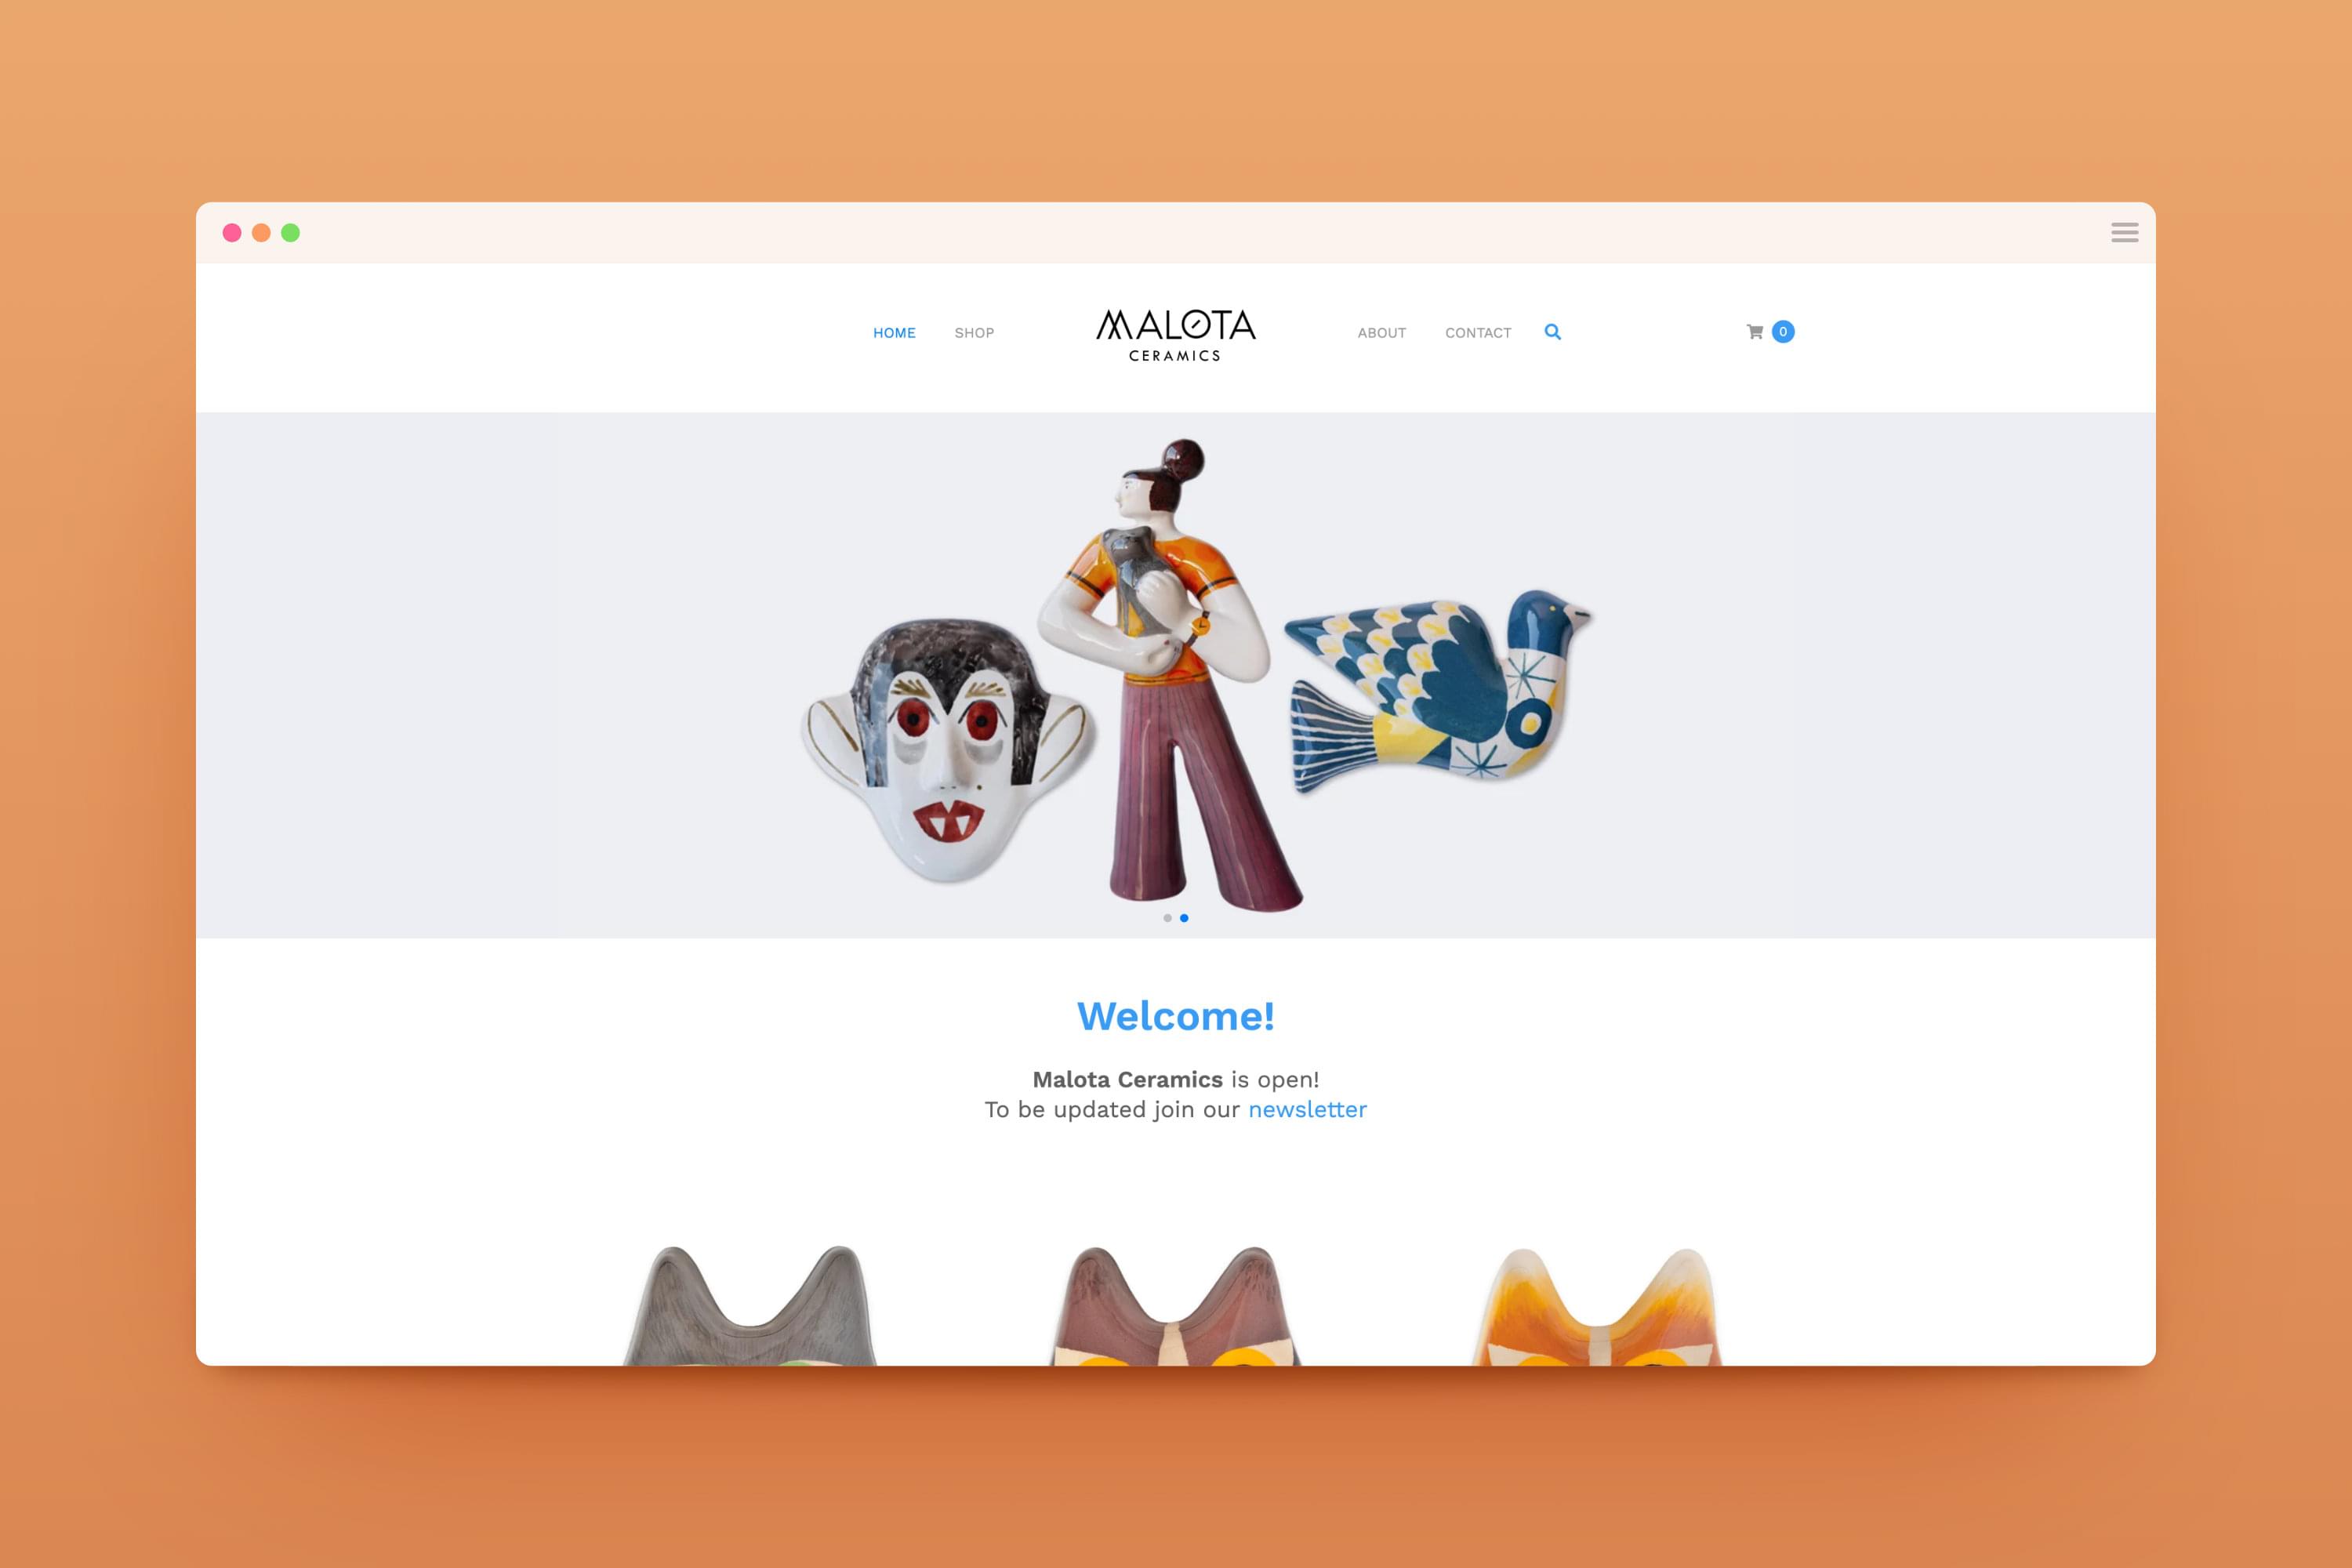 HOME SHOP MALOTA CERAMICS ABOUT CONTACT 0
Welcome!
Malota Ceramics is open!
To be updated join our newsletter